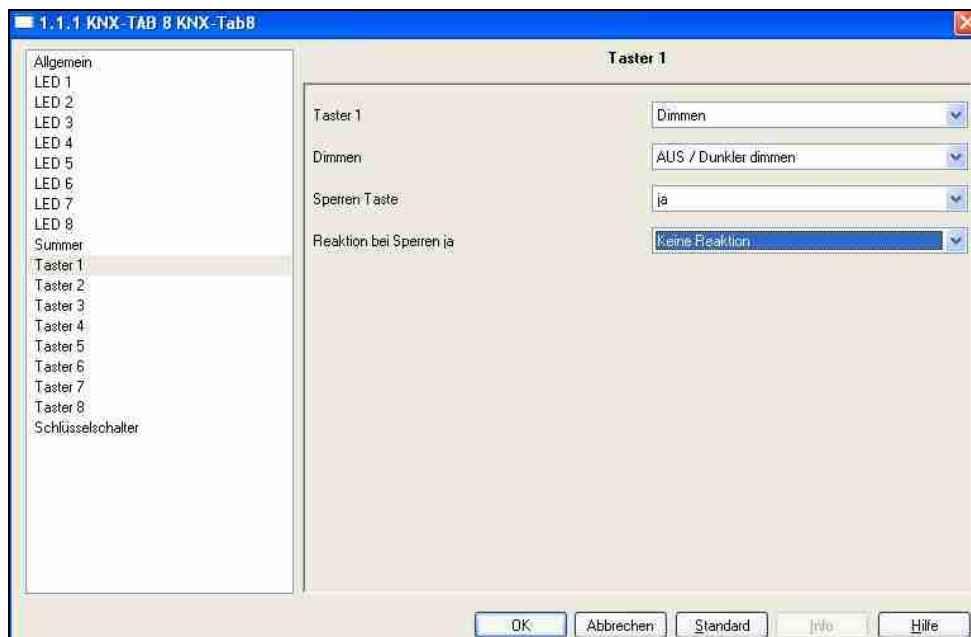 1.1.1 KNX-TAB 8 KNX-Tab8
Allgemein
LED 1
LED 2
LED 3
LED 4
LED 5
LED 6
LED 7
LED 8
Summer
Taster 1
Taster 2
Taster 3
Taster 4
Taster 5
Taster 6
Taster 7
Taster 8
Schlüsselschalter
Taster 1
Taster 1 Dimmen
Dimmen AUS / Dunkler dimmen
Sperren Taste ja
Reaktion bei Sperren ja Keine Reaktion
OK Abbrechen Standard Info Hilfe